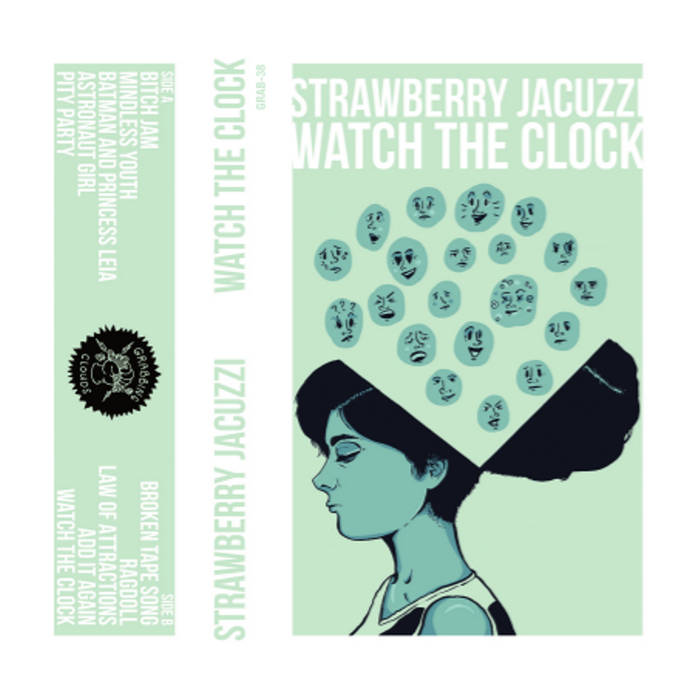 SIDE A
BITCH JAM
MINDLESS YOUTH
BATMAN AND PRINCESS LEIA
ASTRONAUT GIRL
PITY PARTY
GRABBING
CLOUDS
SIDE B
BROKEN TAPE SONG
RAGDOLL
LAW OF ATTRACTIONS
ADD IT AGAIN
WATCH THE CLOCK
STRAWBERRY JACUZZI
WATCH THE CLOCK
GRAB-38
STRAWBERRY JACUZZI
WATCH THE CLOCK
???